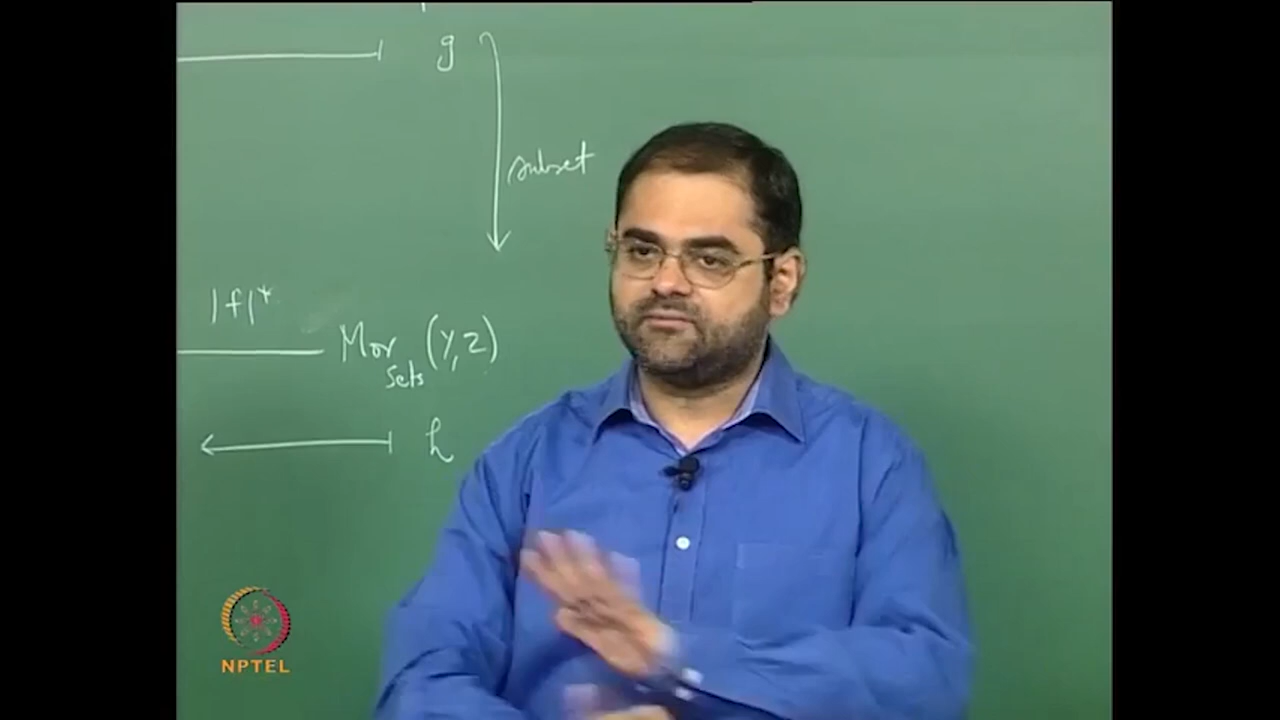 g
subset
|f|*
Mor Sets (Y, Z)
h
NPTEL